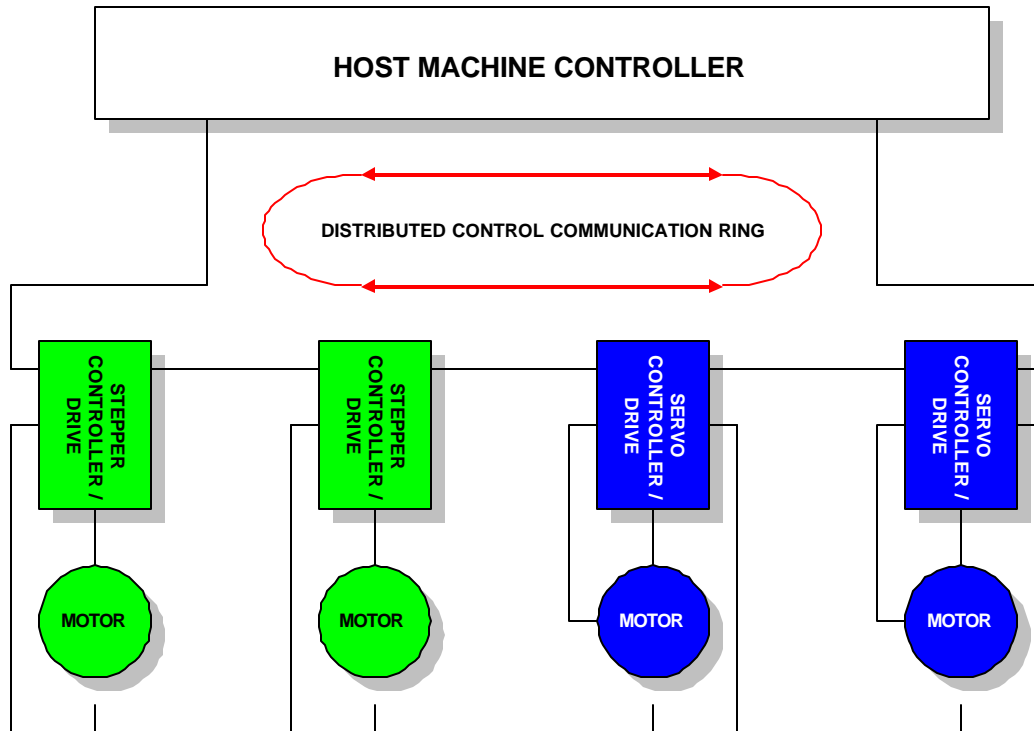 HOST MACHINE CONTROLLER
DISTRIBUTED CONTROL COMMUNICATION RING
STEPPER
CONTROLLER /
DRIVE
STEPPER
CONTROLLER /
DRIVE
SERVO
CONTROLLER /
DRIVE
SERVO
CONTROLLER /
DRIVE
MOTOR
MOTOR
MOTOR
MOTOR